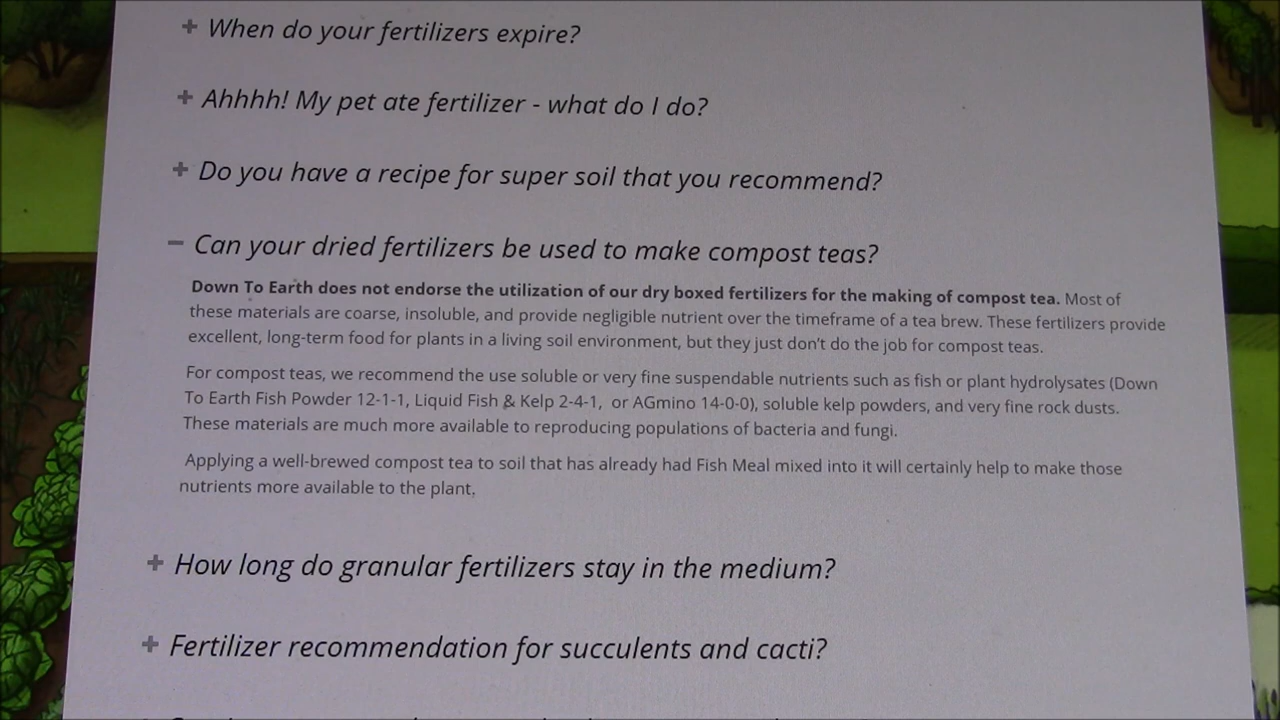 + When do your fertilizers expire?
+ Ahhhh! My pet ate fertilizer - what do I do?
+ Do you have a recipe for super soil that you recommend?
− Can your dried fertilizers be used to make compost teas?
Down To Earth does not endorse the utilization of our dry boxed fertilizers for the making of compost tea. Most of
these materials are coarse, insoluble, and provide negligible nutrient over the timeframe of a tea brew. These fertilizers provide
excellent, long-term food for plants in a living soil environment, but they just don't do the job for compost teas.
For compost teas, we recommend the use soluble or very fine suspendable nutrients such as fish or plant hydrolysates (Down
To Earth Fish Powder 12-1-1, Liquid Fish & Kelp 2-4-1, or AGmino 14-0-0), soluble kelp powders, and very fine rock dusts.
These materials are much more available to reproducing populations of bacteria and fungi.
Applying a well-brewed compost tea to soil that has already had Fish Meal mixed into it will certainly help to make those
nutrients more available to the plant.
+ How long do granular fertilizers stay in the medium?
+ Fertilizer recommendation for succulents and cacti?